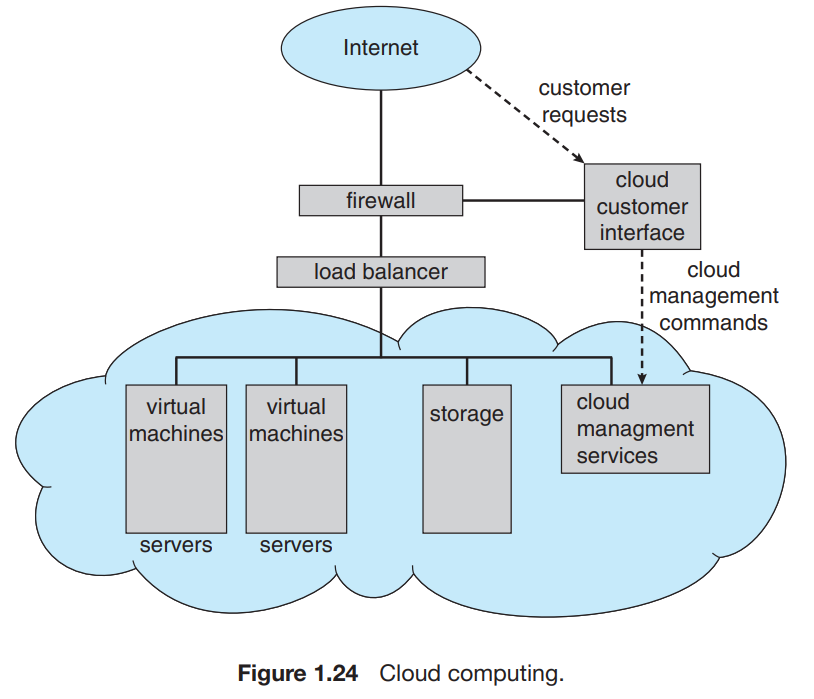 Internet
customer
requests
firewall
cloud
customer
interface
load balancer
cloud
management
commands
virtual
machines
servers
virtual
machines
servers
storage
cloud
managment
services
Figure 1.24 Cloud computing.